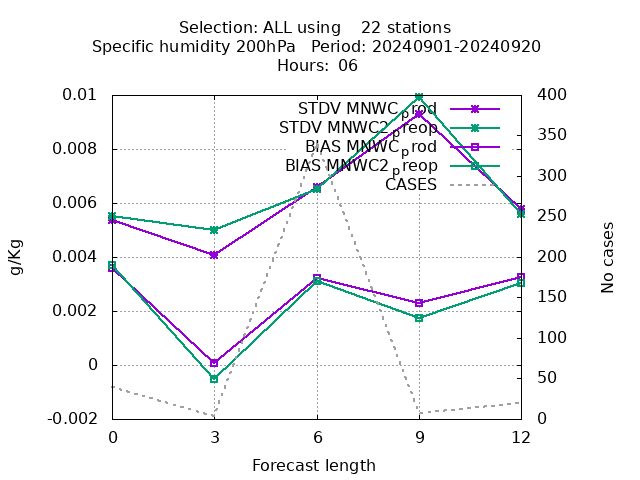 Selection: ALL using    22 stations
Specific humidity 200hPa   Period: 20240901-20240920
Hours: 06
0.01
0.008
0.006
0.004
0.002
0
-0.002
g/Kg
STDV MNWC_prod
STDV MNWC2_preop
BIAS MNWC_prod
BIAS MNWC2_preop
CASES
400
350
300
250
200
150
100
50
0
No cases
0 3 6 9 12
Forecast length